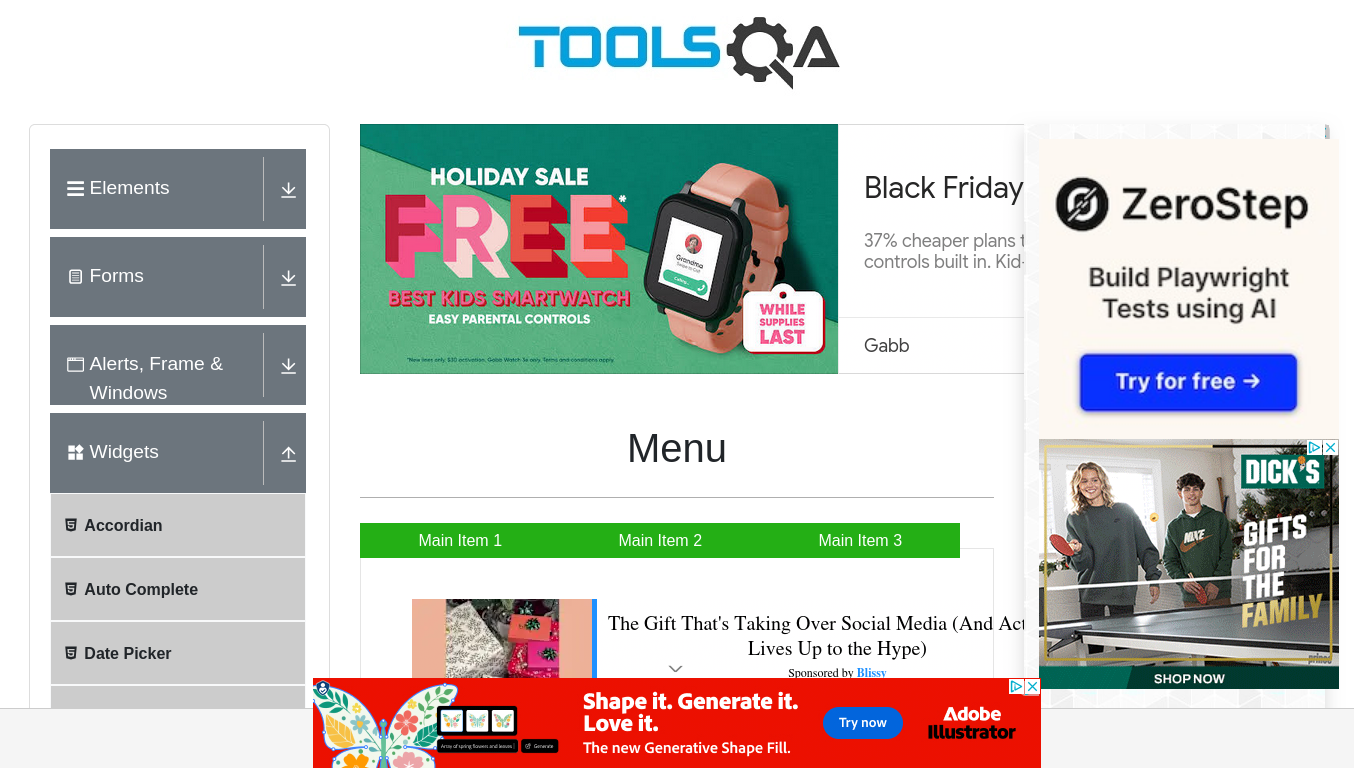 TOOLSQA
Elements
Forms
Alerts, Frame &
Windows
Widgets
Accordian
Auto Complete
Date Picker
HOLIDAY SALE
FREE*
BEST KIDS SMARTWATCH
EASY PARENTAL CONTROLS
*New lines only, $30 activation. Gabb Watch 3e only. Terms and conditions apply.
Grandma
WHILE
SUPPLIES
LAST
Black Friday
37% cheaper plans
controls built in. Kid-
Gabb
Menu
Main Item 1
Main Item 2
Main Item 3
The Gift That's Taking Over Social Media (And Act
Lives Up to the Hype)
Sponsored by Blissy
ZeroStep
Build Playwright
Tests using AI
Try for free →
DICK'S
NIKE
GIFTS
FOR
THE
FAMILY
prince
SHOP NOW
Array of spring flowers and leaves
Generate
Shape it. Generate it.
Love it.
The new Generative Shape Fill.
Try now
Adobe
Illustrator